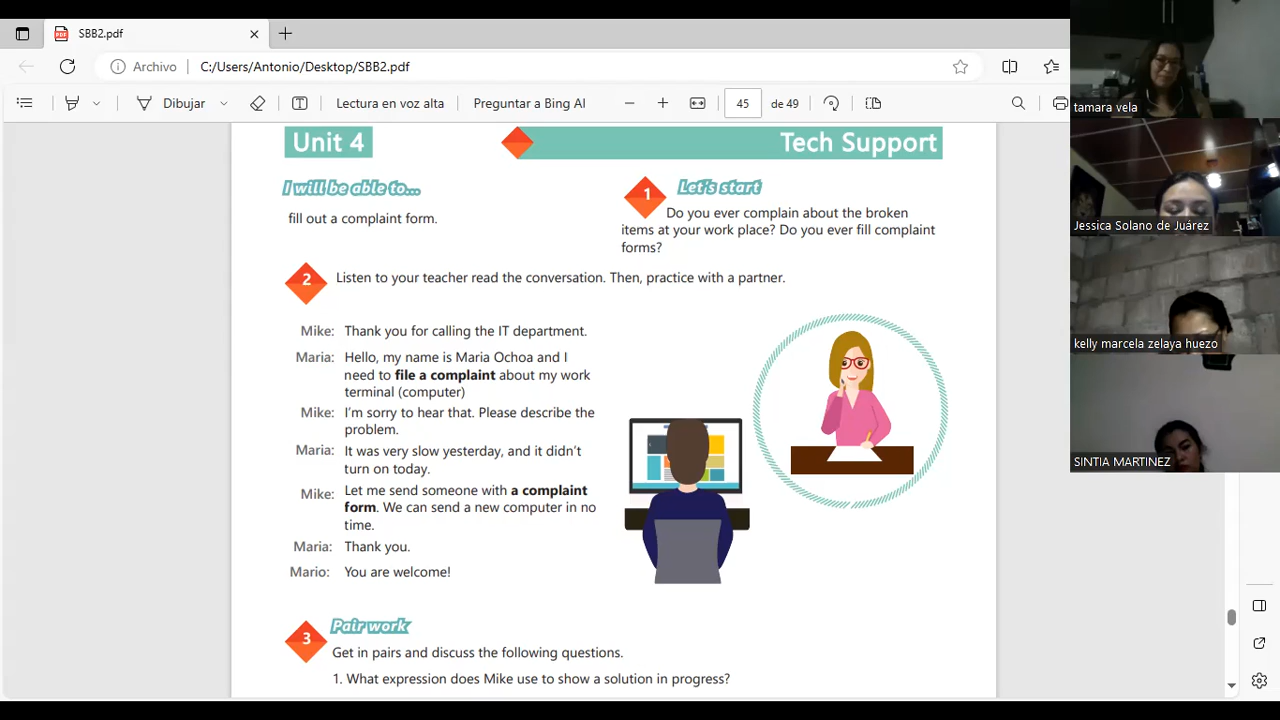 SBB2.pdf
Archivo
C:/Users/Antonio/Desktop/SBB2.pdf
Dibujar
Lectura en voz alta
Preguntar a Bing AI
45
de 49
Unit 4
Tech Support
I will be able to...
fill out a complaint form.
1
Let's start
Do you ever complain about the broken
items at your work place? Do you ever fill complaint
forms?
2
Listen to your teacher read the conversation. Then, practice with a partner.
Mike: Thank you for calling the IT department.
Maria: Hello, my name is Maria Ochoa and I
need to file a complaint about my work
terminal (computer)
Mike: I'm sorry to hear that. Please describe the
problem.
Maria: It was very slow yesterday, and it didn't
turn on today.
Mike: Let me send someone with a complaint
form. We can send a new computer in no
time.
Maria: Thank you.
Mario: You are welcome!
3
Pair work
Get in pairs and discuss the following questions.
1. What expression does Mike use to show a solution in progress?
tamara vela
Jessica Solano de Juárez
kelly marcela zelaya huezo
SINTIA MARTINEZ